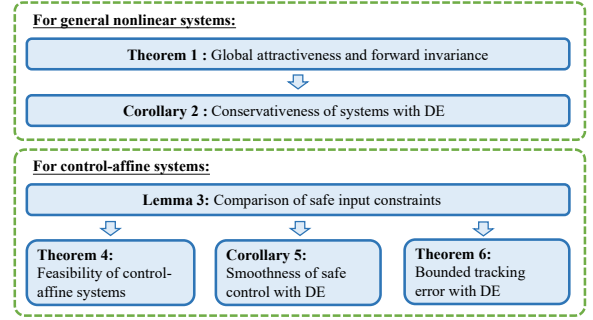 For general nonlinear systems:
Theorem 1 : Global attractiveness and forward invariance
Corollary 2 : Conservativeness of systems with DE
For control-affine systems:
Lemma 3: Comparison of safe input constraints
Theorem 4:
Feasibility of control-
affine systems
Corollary 5:
Smoothness of safe
control with DE
Theorem 6:
Bounded tracking
error with DE